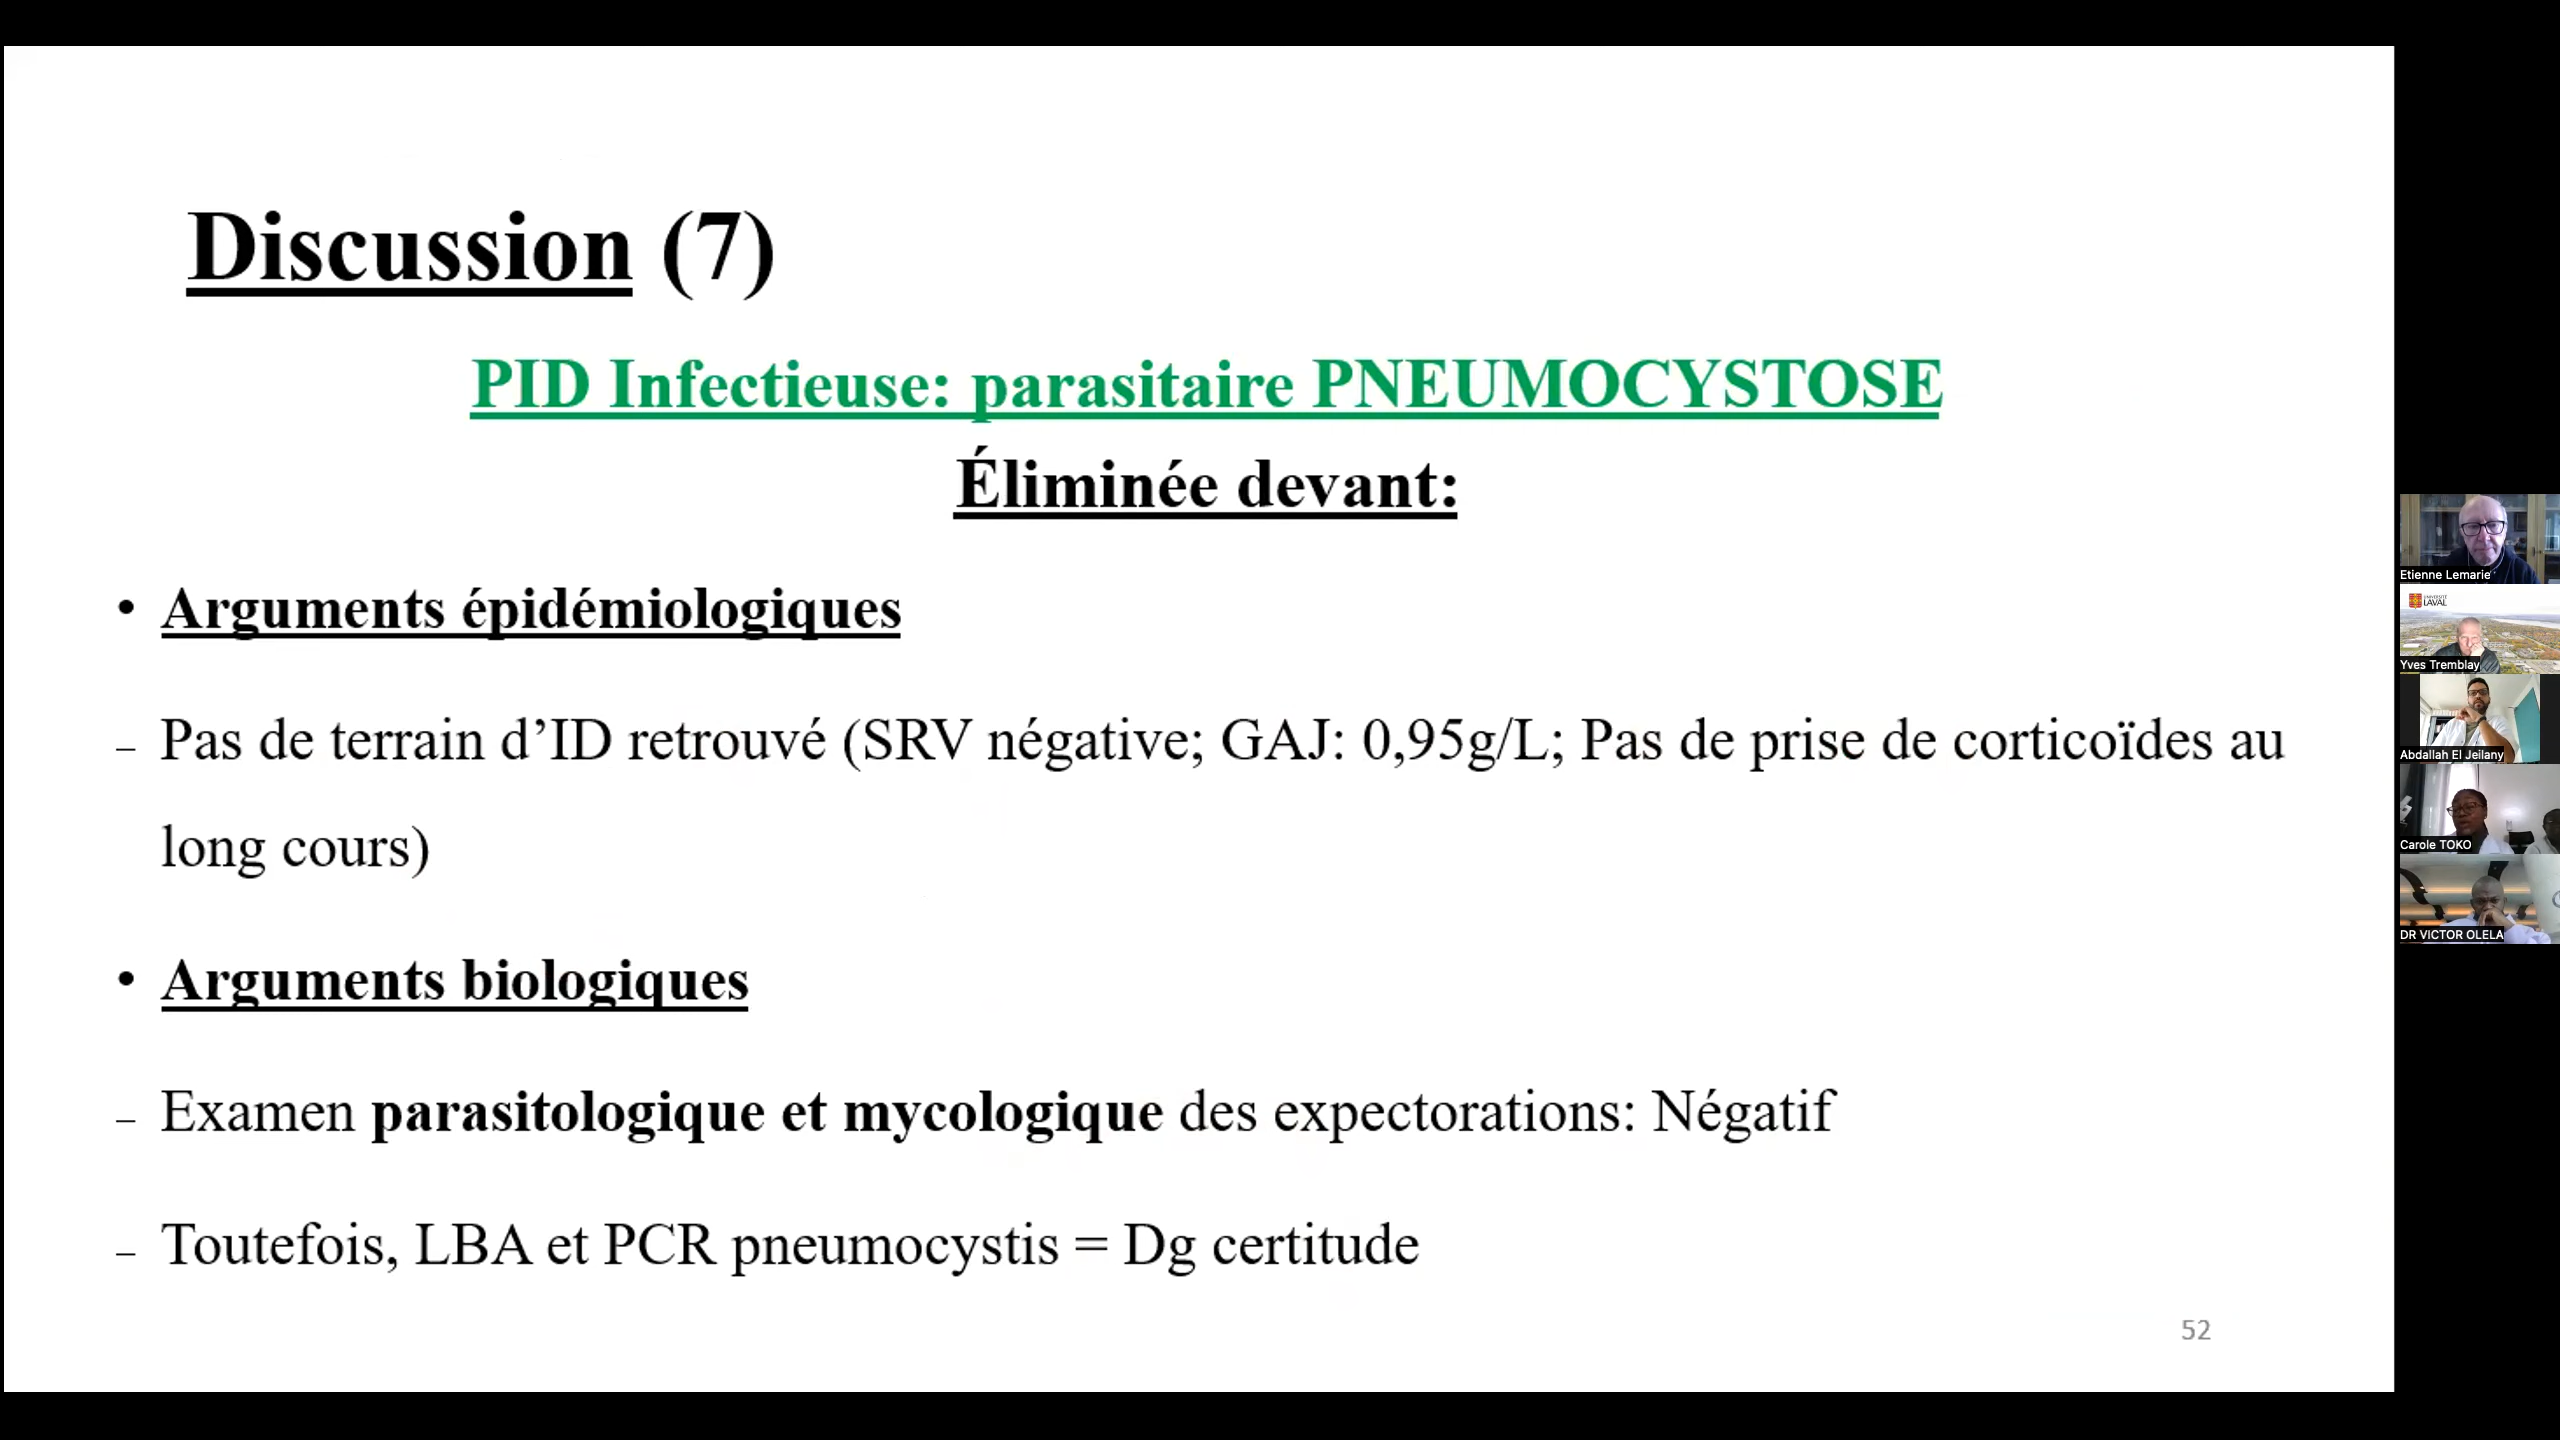 Discussion (7)
PID Infectieuse: parasitaire PNEUMOCYSTOSE
Éliminée devant:
• Arguments épidémiologiques
– Pas de terrain d’ID retrouvé (SRV négative; GAJ: 0,95g/L; Pas de prise de corticoïdes au
long cours)
• Arguments biologiques
– Examen parasitologique et mycologique des expectorations: Négatif
– Toutefois, LBA et PCR pneumocystis = Dg certitude
52
Etienne Lemarie
UNIVERSITÉ
LAVAL
Yves Tremblay
Abdallah El Jeilany
Carole TOKO
DR VICTOR OLELA